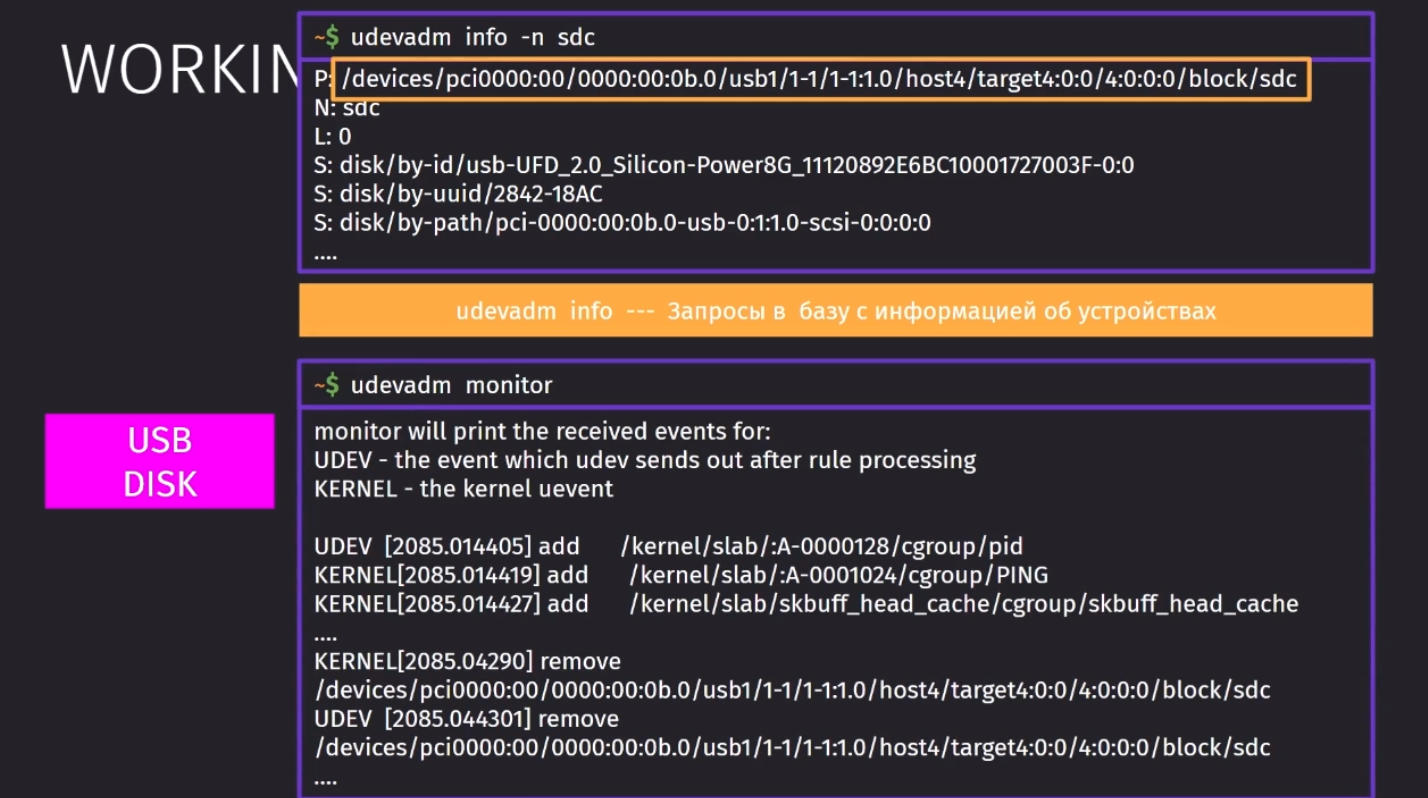 WORKIN
~$ udevadm info -n sdc
P: /devices/pci0000:00/0000:00:0b.0/usb1/1-1/1-1:1.0/host4/target4:0:0/4:0:0:0/block/sdc
N: sdc
L: 0
S: disk/by-id/usb-UFD_2.0_Silicon-Power8G_11120892E6BC10001727003F-0:0
S: disk/by-uuid/2842-18AC
S: disk/by-path/pci-0000:00:0b.0-usb-0:1:1.0-scsi-0:0:0:0
....
udevadm info --- Запросы в базу с информацией об устройствах
~$ udevadm monitor
USB
DISK
monitor will print the received events for:
UDEV - the event which udev sends out after rule processing
KERNEL - the kernel uevent
UDEV [2085.014405] add /kernel/slab/:A-0000128/cgroup/pid
KERNEL[2085.014419] add /kernel/slab/:A-0001024/cgroup/PING
KERNEL[2085.014427] add /kernel/slab/skbuff_head_cache/cgroup/skbuff_head_cache
....
KERNEL[2085.04290] remove
/devices/pci0000:00/0000:00:0b.0/usb1/1-1/1-1:1.0/host4/target4:0:0/4:0:0:0/block/sdc
UDEV [2085.044301] remove
/devices/pci0000:00/0000:00:0b.0/usb1/1-1/1-1:1.0/host4/target4:0:0/4:0:0:0/block/sdc
....